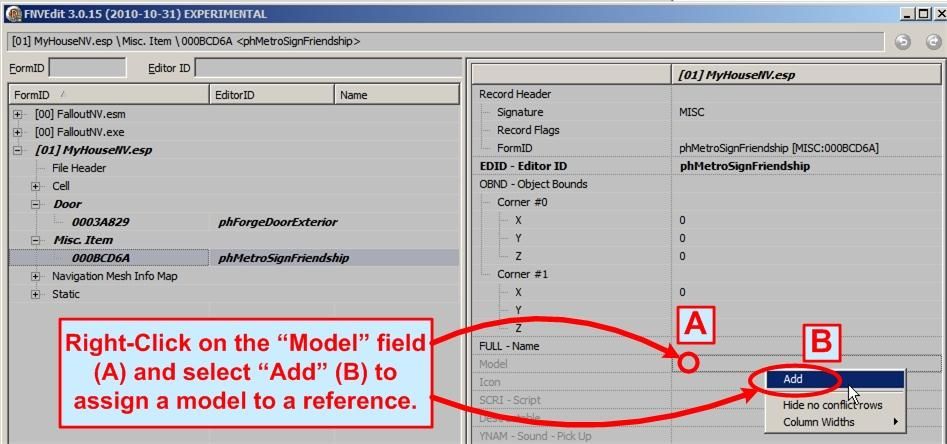 FNVEdit 3.0.15 (2010-10-31) EXPERIMENTAL
[01] MyHouseNV.esp \ Misc. Item \ 000BCD6A <phMetroSignFriendship>
FormID
Editor ID
FormID EditorID Name
[00] FalloutNV.esm
[00] FalloutNV.exe
[01] MyHouseNV.esp
File Header
Cell
Door
0003A829 phForgeDoorExterior
Misc. Item
000BCD6A phMetroSignFriendship
Navigation Mesh Info Map
Static
[01] MyHouseNV.esp
Record Header
Signature MISC
Record Flags
FormID phMetroSignFriendship [MISC:000BCD6A]
EDID - Editor ID phMetroSignFriendship
OBND - Object Bounds
Corner #0
X 0
Y 0
Z 0
Corner #1
X 0
Y
Z
FULL - Name
Model
Icon
SCRI - Script
Destructable
YNAM - Sound - Pick Up
A
B
Add
Hide no conflict rows
Column Widths
Right-Click on the “Model” field
(A) and select “Add” (B) to
assign a model to a reference.